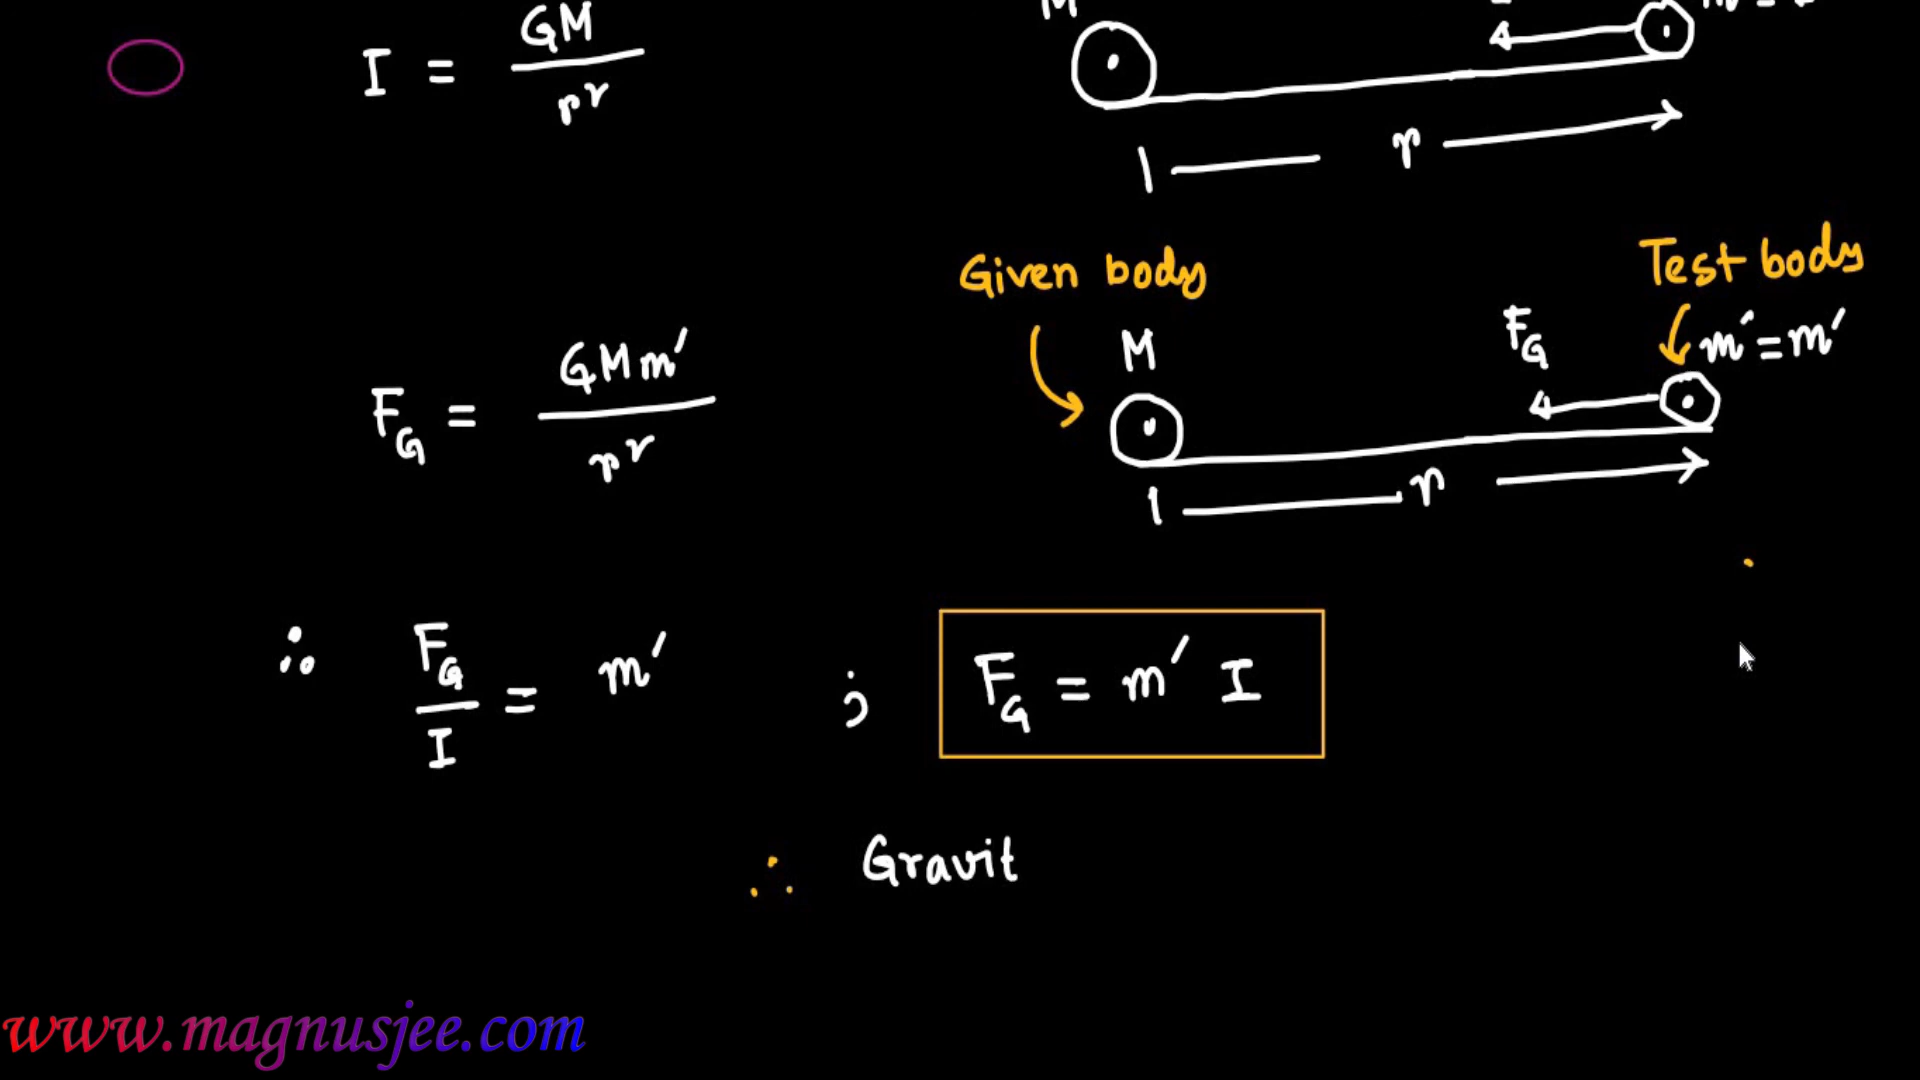 M
I = GM / r²
r
Given body
Test body
M
F_G
m' = m'
F_G = GMm' / r²
r
∴ F_G / I = m' ; F_G = m' I
∴ Gravit
www.magnusjee.com